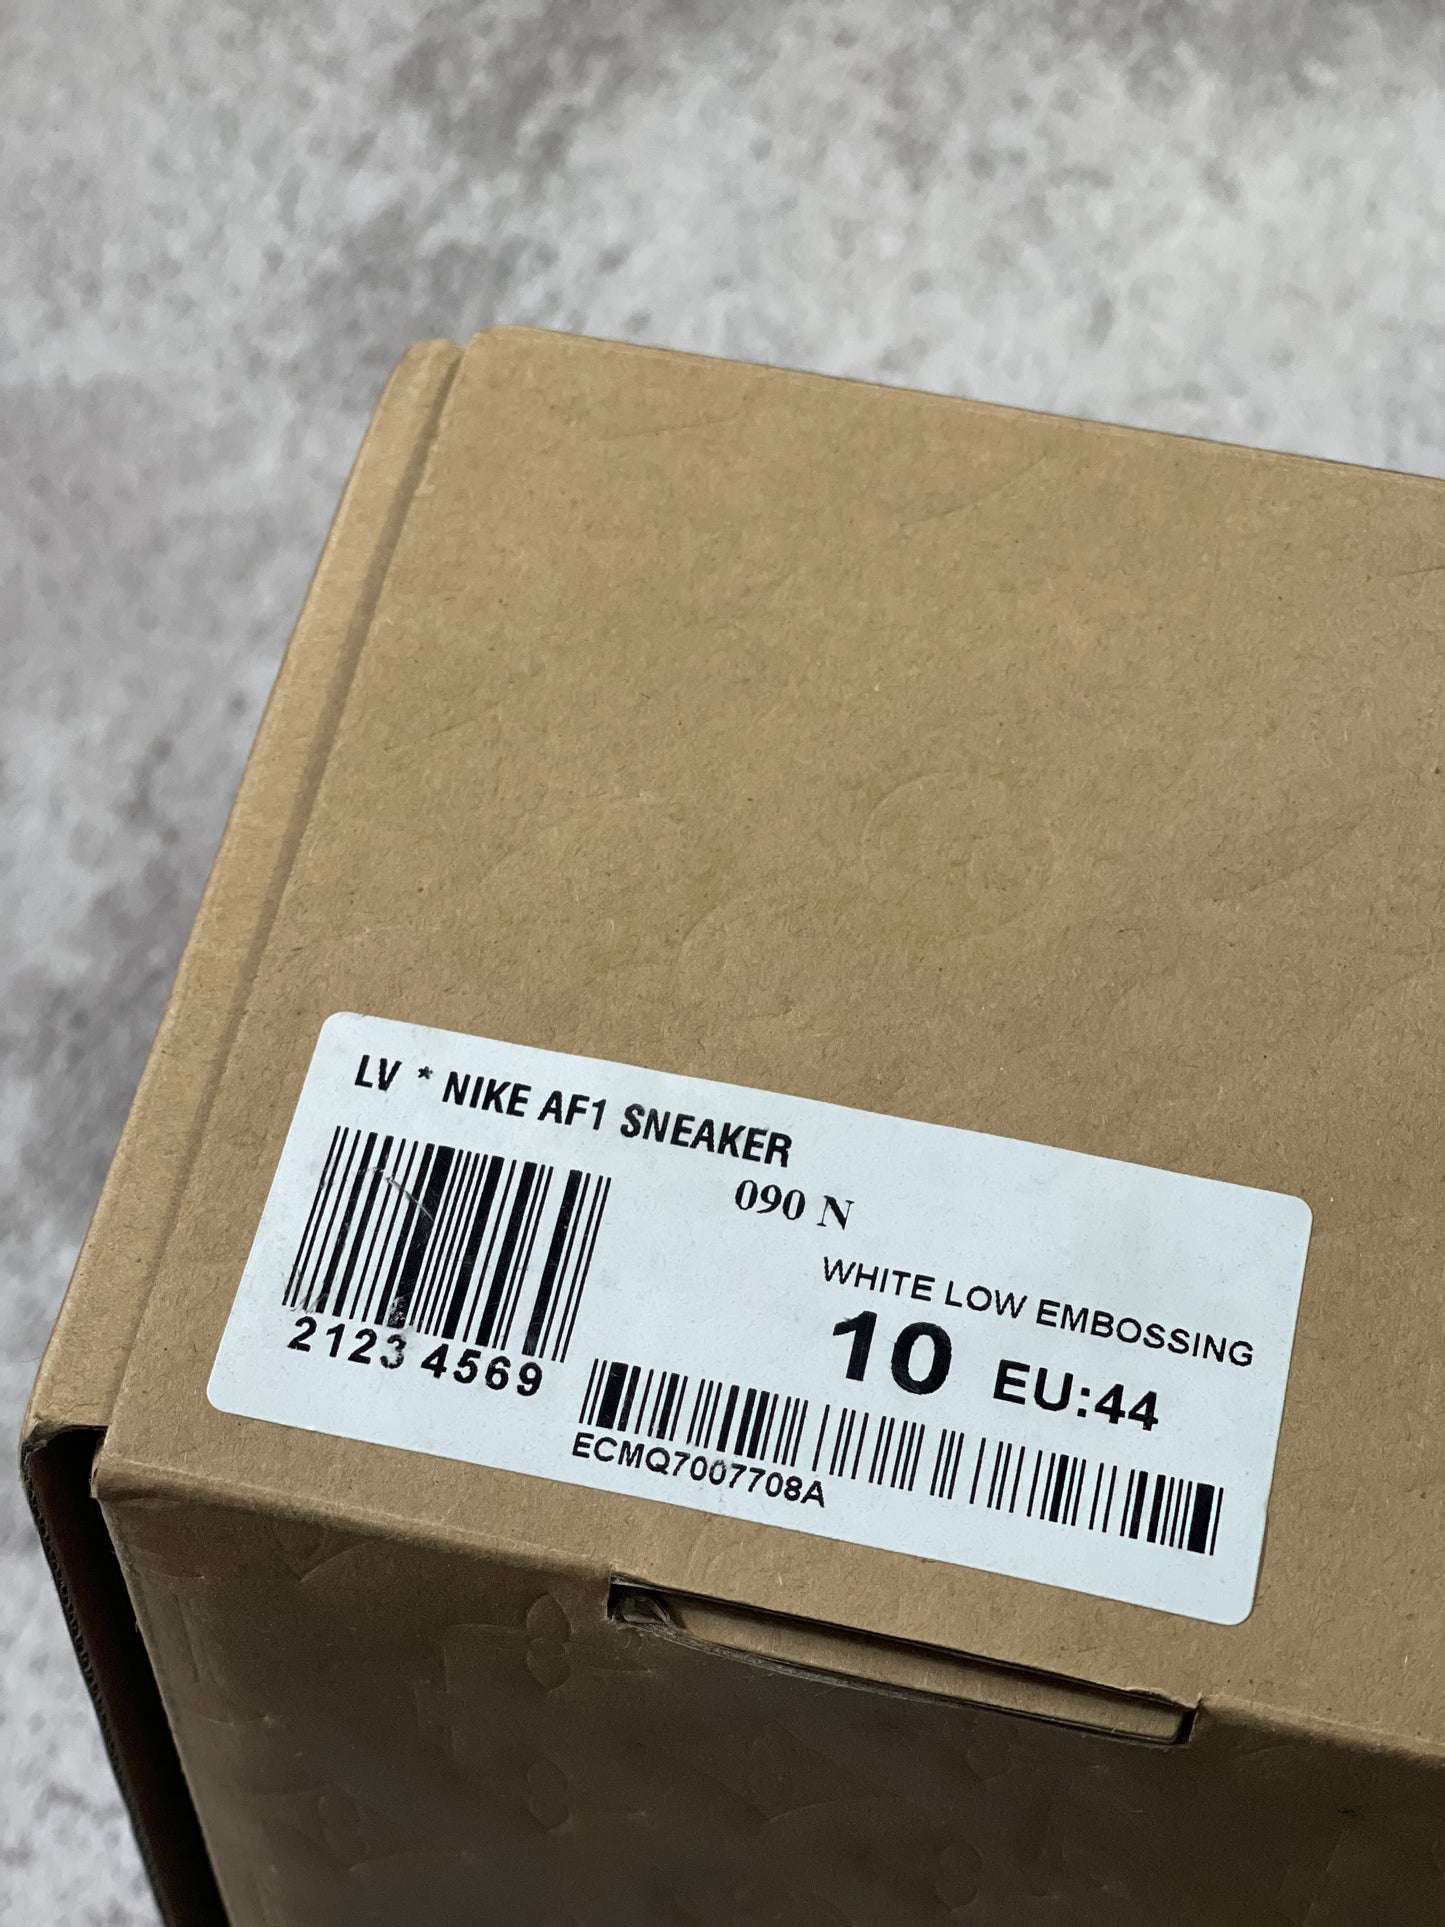 LV * NIKE AF1 SNEAKER
090 N
WHITE LOW EMBOSSING
10 EU:44
2123 4569
ECMQ7007708A